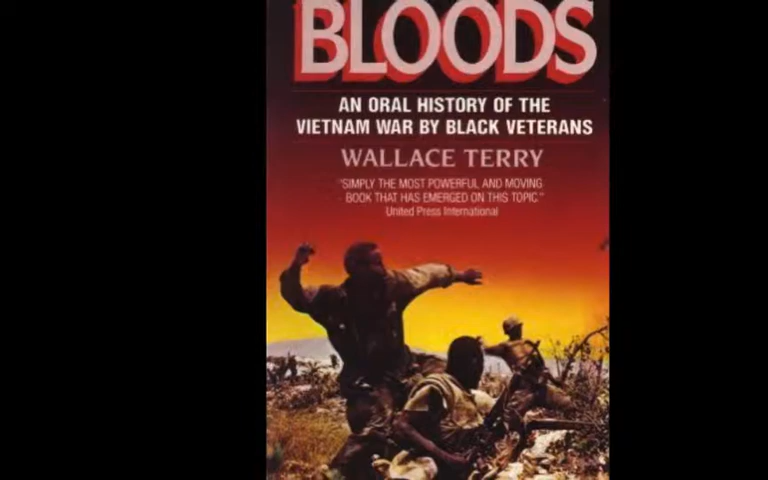 BLOODS
AN ORAL HISTORY OF THE
VIETNAM WAR BY BLACK VETERANS
WALLACE TERRY
"SIMPLY THE MOST POWERFUL AND MOVING
BOOK THAT HAS EMERGED ON THIS TOPIC."
United Press International